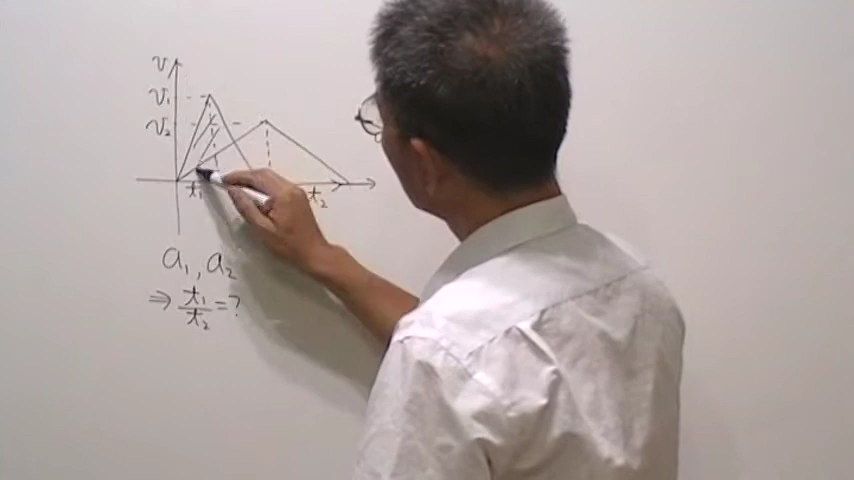 v
v₁
v₂
t₁ t₂
a₁, a₂
⇒ t₁/t₂ = ?